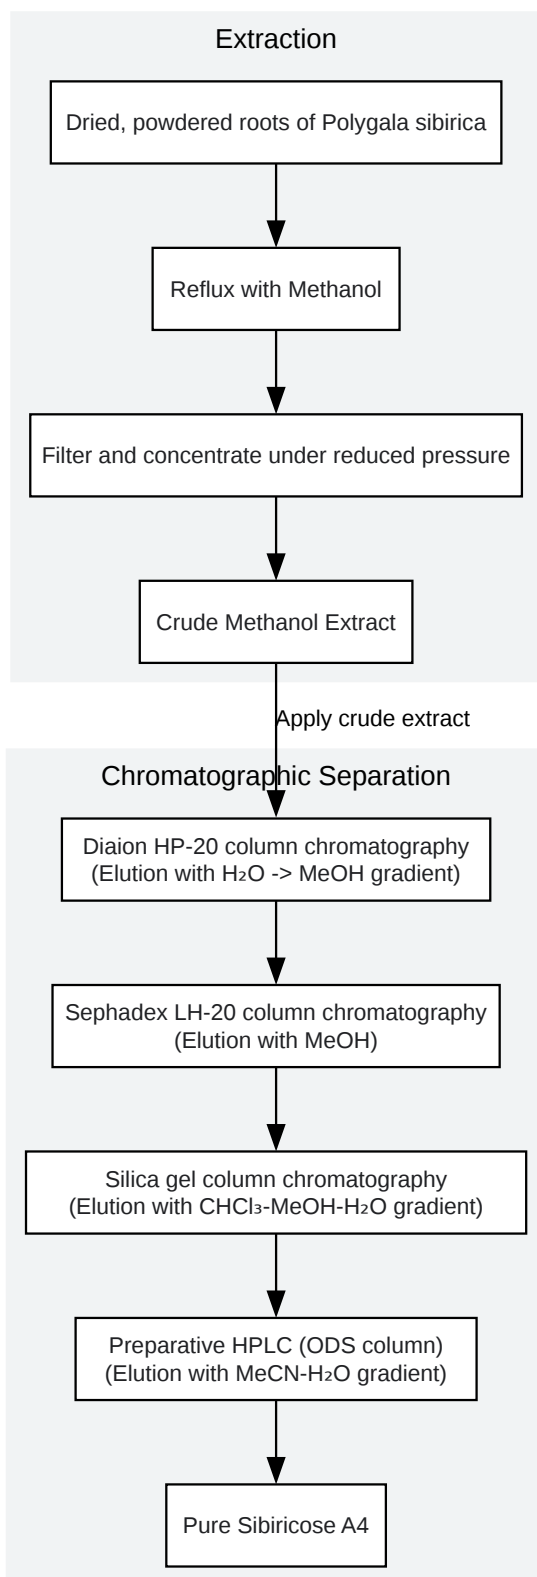 Extraction
Dried, powdered roots of Polygala sibirica
Reflux with Methanol
Filter and concentrate under reduced pressure
Crude Methanol Extract
Apply crude extract
Chromatographic Separation
Diaion HP-20 column chromatography
(Elution with H₂O -> MeOH gradient)
Sephadex LH-20 column chromatography
(Elution with MeOH)
Silica gel column chromatography
(Elution with CHCl₃-MeOH-H₂O gradient)
Preparative HPLC (ODS column)
(Elution with MeCN-H₂O gradient)
Pure Sibiricose A4